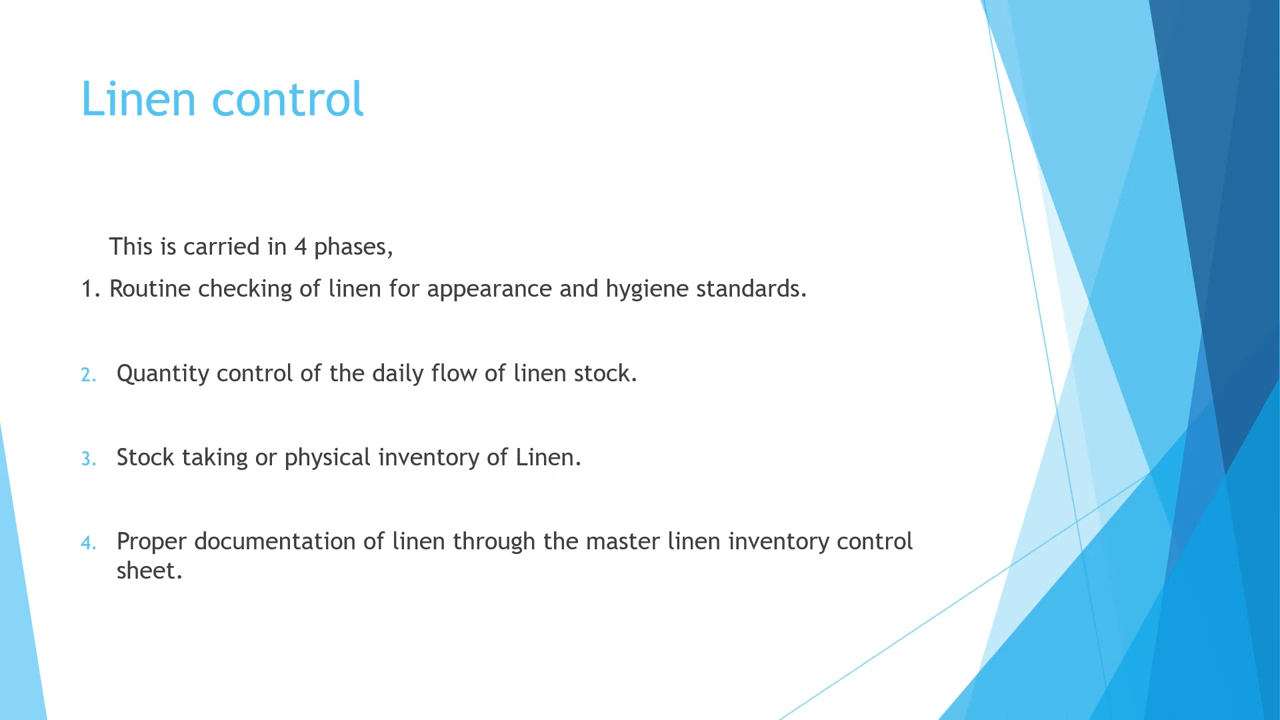 Linen control
This is carried in 4 phases,
1. Routine checking of linen for appearance and hygiene standards.
2. Quantity control of the daily flow of linen stock.
3. Stock taking or physical inventory of Linen.
4. Proper documentation of linen through the master linen inventory control
sheet.